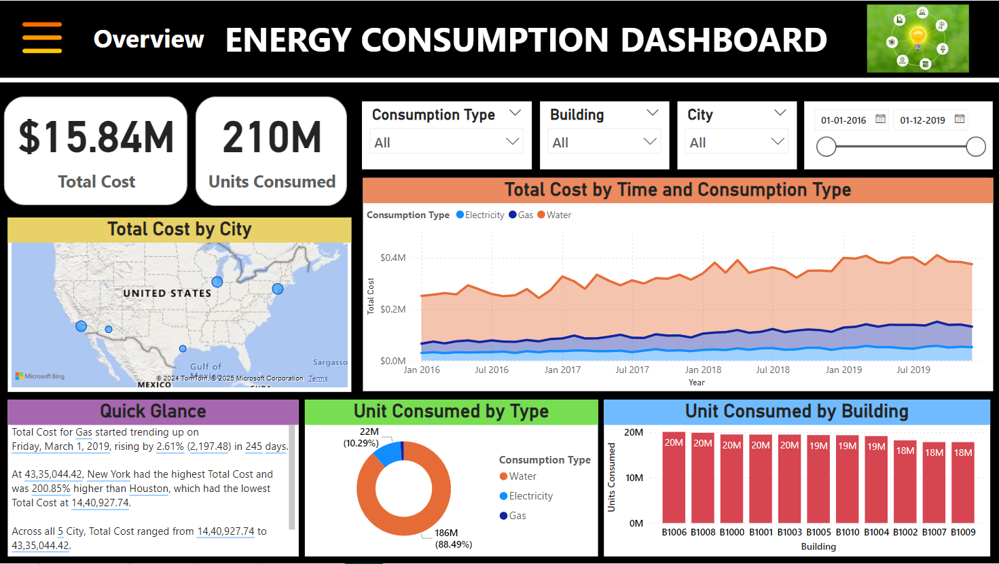 Overview ENERGY CONSUMPTION DASHBOARD
$15.84M
Total Cost
210M
Units Consumed
Consumption Type
All
Building
All
City
All
01-01-2016
01-12-2019
Total Cost by City
UNITED STATES
Gulf of
Mexico
MEXICO
CUBA
Sargasso
Microsoft Bing
© 2024 TomTom, © 2025 Microsoft Corporation Terms
Total Cost by Time and Consumption Type
Consumption Type Electricity Gas Water
Total Cost
$0.4M
$0.2M
$0.0M
Jan 2016 Jul 2016 Jan 2017 Jul 2017 Jan 2018 Jul 2018 Jan 2019 Jul 2019
Year
Quick Glance
Total Cost for Gas started trending up on
Friday, March 1, 2019, rising by 2.61% (2,197.48) in 245 days.
At 43,35,044.42, New York had the highest Total Cost and
was 200.85% higher than Houston, which had the lowest
Total Cost at 14,40,927.74.
Across all 5 City, Total Cost ranged from 14,40,927.74 to
43,35,044.42.
Unit Consumed by Type
22M
(10.29%)
186M
(88.49%)
Consumption Type
Water
Electricity
Gas
Unit Consumed by Building
Units Consumed
20M
10M
0M
20M 20M 20M 20M 20M 19M 19M 19M 18M 18M 18M
B1006 B1008 B1000 B1001 B1003 B1005 B1010 B1004 B1002 B1007 B1009
Building